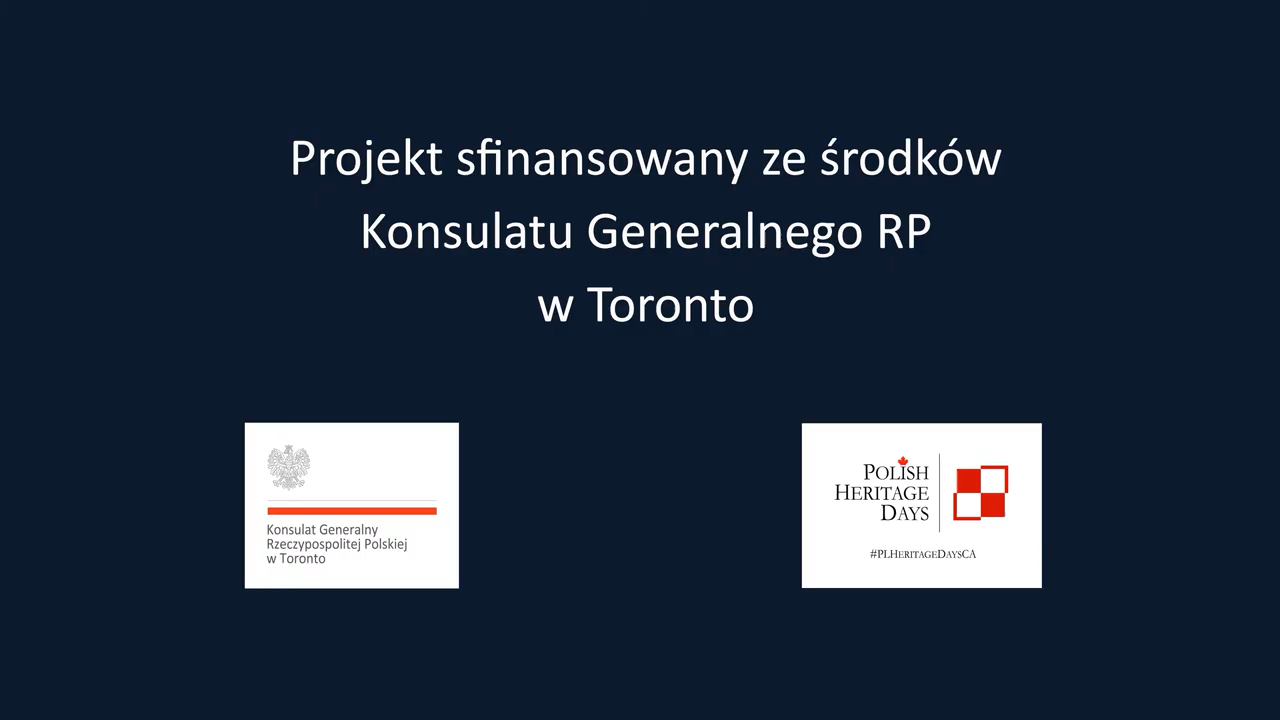 Projekt sfinansowany ze środków
Konsulatu Generalnego RP
w Toronto
Konsulat Generalny
Rzeczypospolitej Polskiej
w Toronto
POLISH
HERITAGE
DAYS
#PLHERITAGEDAYSCA